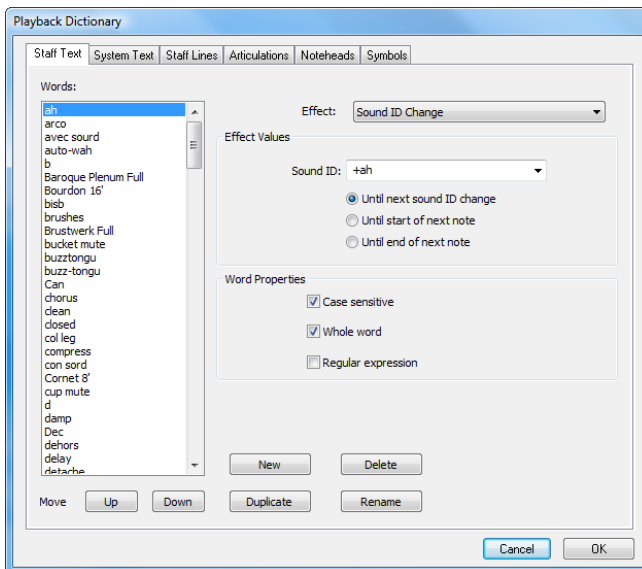 Playback Dictionary
Staff Text System Text Staff Lines Articulations Noteheads Symbols
Words:
ah
arco
avec sourd
auto-wah
b
Baroque Plenum Full
Bourdon 16'
bisb
brushes
Brustwerk Full
bucket mute
buzztongu
buzz-tongu
Can
chorus
clean
closed
col leg
compress
con sord
Cornet 8'
cup mute
d
damp
Dec
dehors
delay
detache
Move Up Down
Effect: Sound ID Change
Effect Values
Sound ID: +ah
Until next sound ID change
Until start of next note
Until end of next note
Word Properties
Case sensitive
Whole word
Regular expression
New Delete
Duplicate Rename
Cancel OK